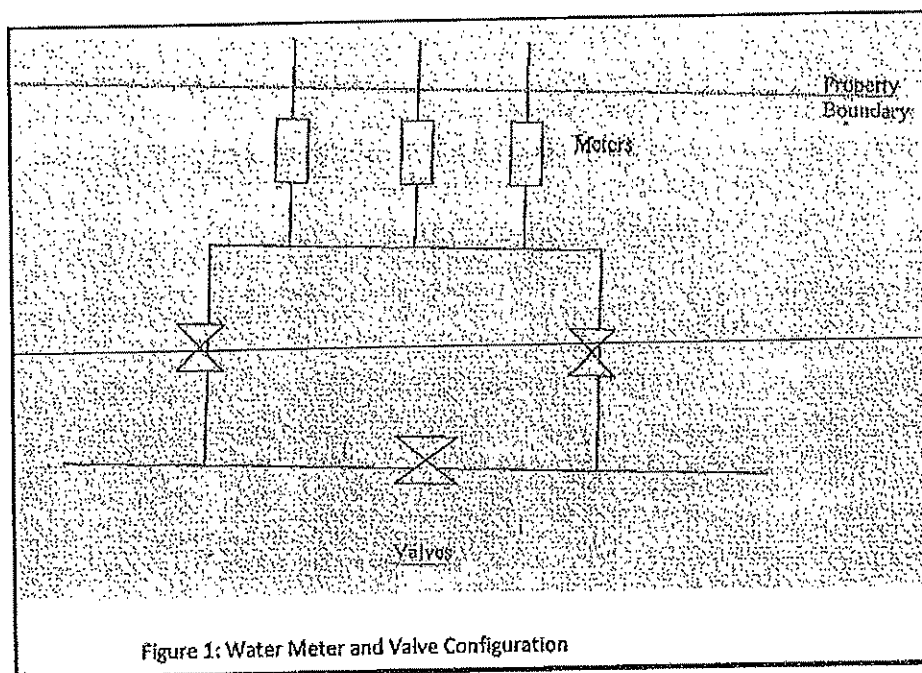 Property
Boundary
Meters
Valves
Figure 1: Water Meter and Valve Configuration